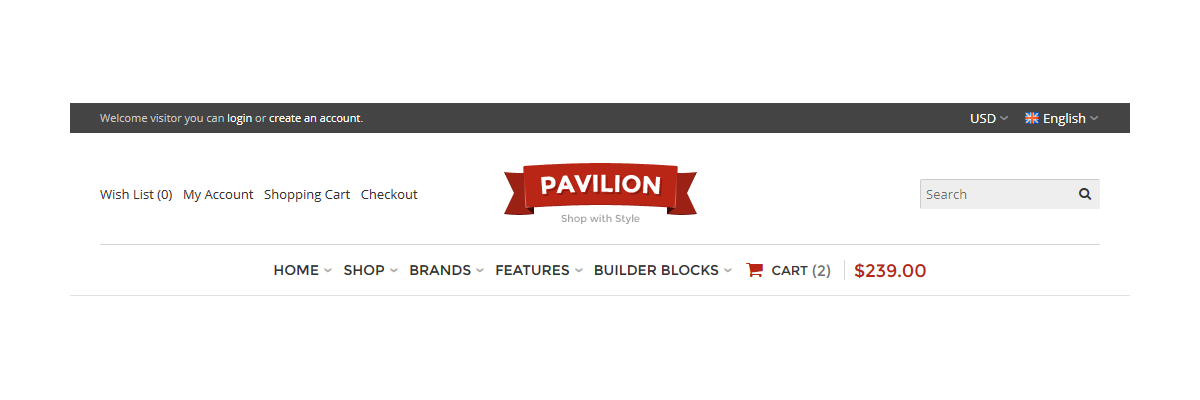 Welcome visitor you can login or create an account. USD English
Wish List (0) My Account Shopping Cart Checkout PAVILION Search
Shop with Style
HOME SHOP BRANDS FEATURES BUILDER BLOCKS CART (2) $239.00